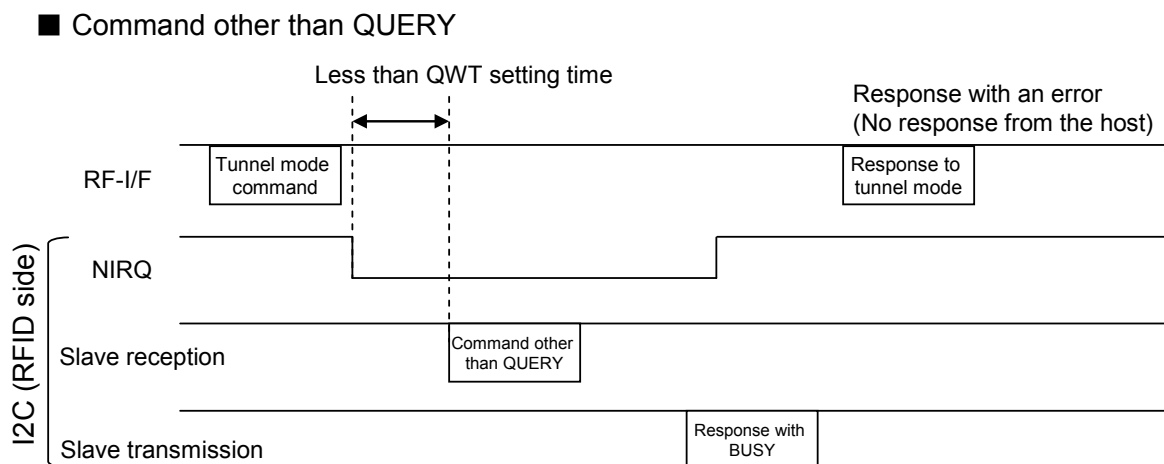 ■ Command other than QUERY
Less than QWT setting time
Response with an error
(No response from the host)
RF-I/F
Tunnel mode
command
Response to
tunnel mode
I2C (RFID side)
NIRQ
Slave reception
Command other
than QUERY
Slave transmission
Response with
BUSY